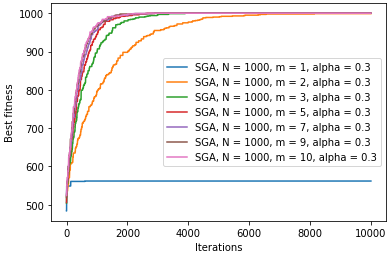 1000
900
800
700
600
500
Best fitness
SGA, N = 1000, m = 1, alpha = 0.3
SGA, N = 1000, m = 2, alpha = 0.3
SGA, N = 1000, m = 3, alpha = 0.3
SGA, N = 1000, m = 5, alpha = 0.3
SGA, N = 1000, m = 7, alpha = 0.3
SGA, N = 1000, m = 9, alpha = 0.3
SGA, N = 1000, m = 10, alpha = 0.3
0 2000 4000 6000 8000 10000
Iterations